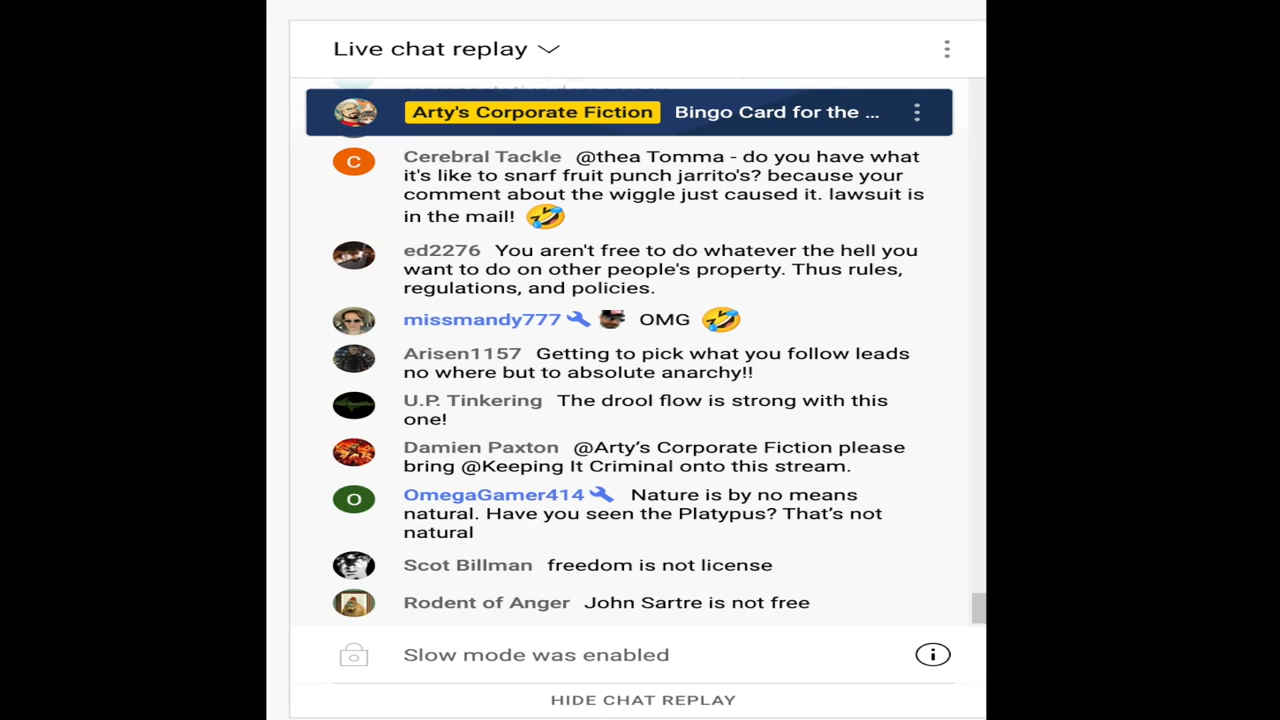 Live chat replay
Arty's Corporate Fiction Bingo Card for the ...
C Cerebral Tackle @thea Tomma - do you have what
it's like to snarf fruit punch jarrito's? because your
comment about the wiggle just caused it. lawsuit is
in the mail! 🤣
ed2276 You aren't free to do whatever the hell you
want to do on other people's property. Thus rules,
regulations, and policies.
missmandy777 OMG 🤣
Arisen1157 Getting to pick what you follow leads
no where but to absolute anarchy!!
U.P. Tinkering The drool flow is strong with this
one!
Damien Paxton @Arty’s Corporate Fiction please
bring @Keeping It Criminal onto this stream.
O OmegaGamer414 Nature is by no means
natural. Have you seen the Platypus? That’s not
natural
Scot Billman freedom is not license
Rodent of Anger John Sartre is not free
Slow mode was enabled
HIDE CHAT REPLAY